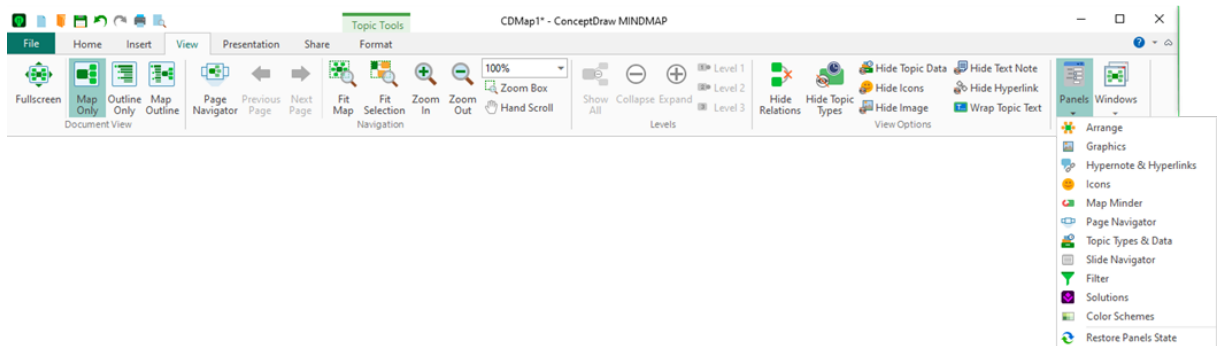 Topic Tools
CDMap1* - ConceptDraw MINDMAP
File Home Insert View Presentation Share Format
Fullscreen
Map Only
Outline Only
Map Outline
Document View
Page Navigator
Previous Page
Next Page
Fit Map
Fit Selection
Zoom In
Zoom Out
100%
Zoom Box
Hand Scroll
Navigation
Show All
Collapse
Expand
Level 1
Level 2
Level 3
Levels
Hide Relations
Hide Topic Types
Hide Topic Data
Hide Icons
Hide Image
Hide Text Note
Hide Hyperlink
Wrap Topic Text
View Options
Panels
Windows
Arrange
Graphics
Hypernote & Hyperlinks
Icons
Map Minder
Page Navigator
Topic Types & Data
Slide Navigator
Filter
Solutions
Color Schemes
Restore Panels State